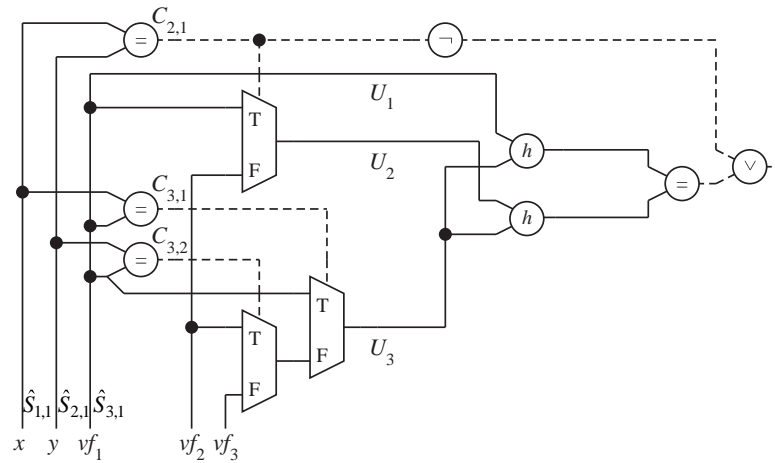 C₂,₁
=
¬
U₁
T
U₂
h
F
∨
C₃,₁
=
=
h
C₃,₂
=
T
T
U₃
F
F
Ŝ₁,₁ Ŝ₂,₁ Ŝ₃,₁
x y vf₁ vf₂ vf₃